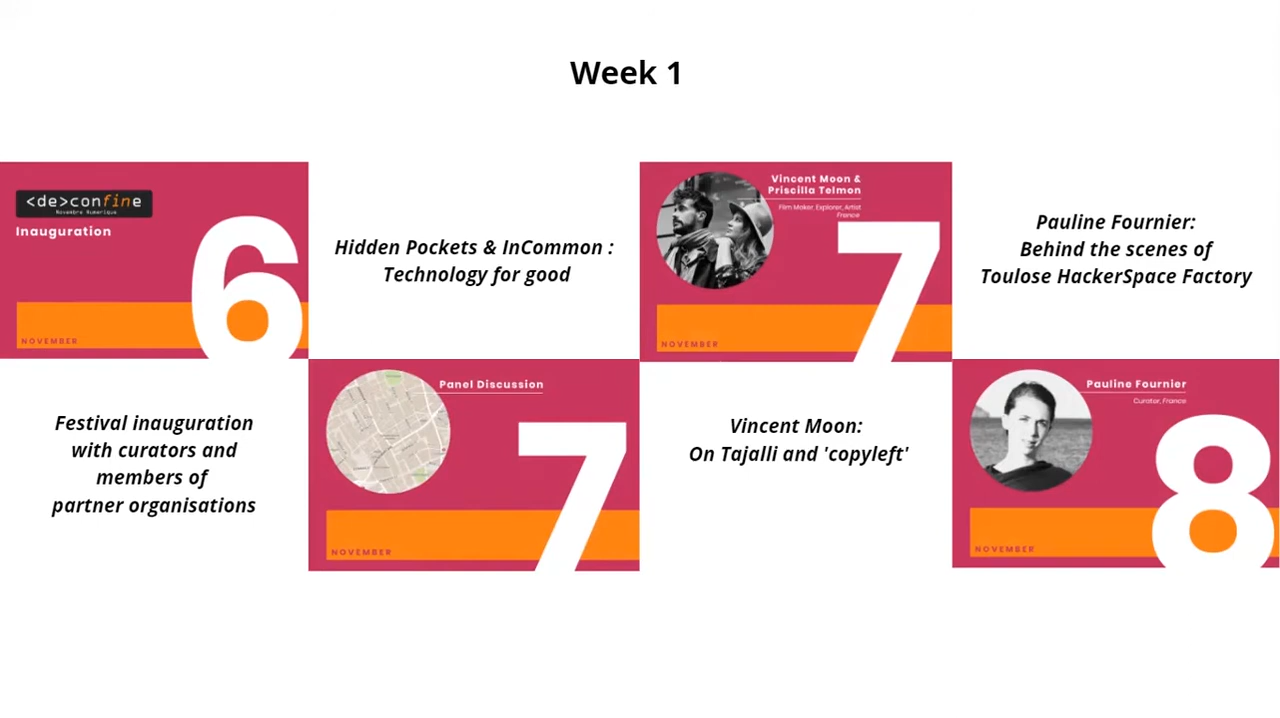 Week 1
<de>confine
Novembre Numérique
Inauguration
6
NOVEMBER
Festival inauguration
with curators and
members of
partner organisations
Hidden Pockets & InCommon :
Technology for good
Panel Discussion
7
NOVEMBER
Vincent Moon &
Priscilla Telmon
Film Maker, Explorer, Artist
France
7
NOVEMBER
Vincent Moon:
On Tajalli and 'copyleft'
Pauline Fournier:
Behind the scenes of
Toulose HackerSpace Factory
Pauline Fournier
Curator, France
8
NOVEMBER